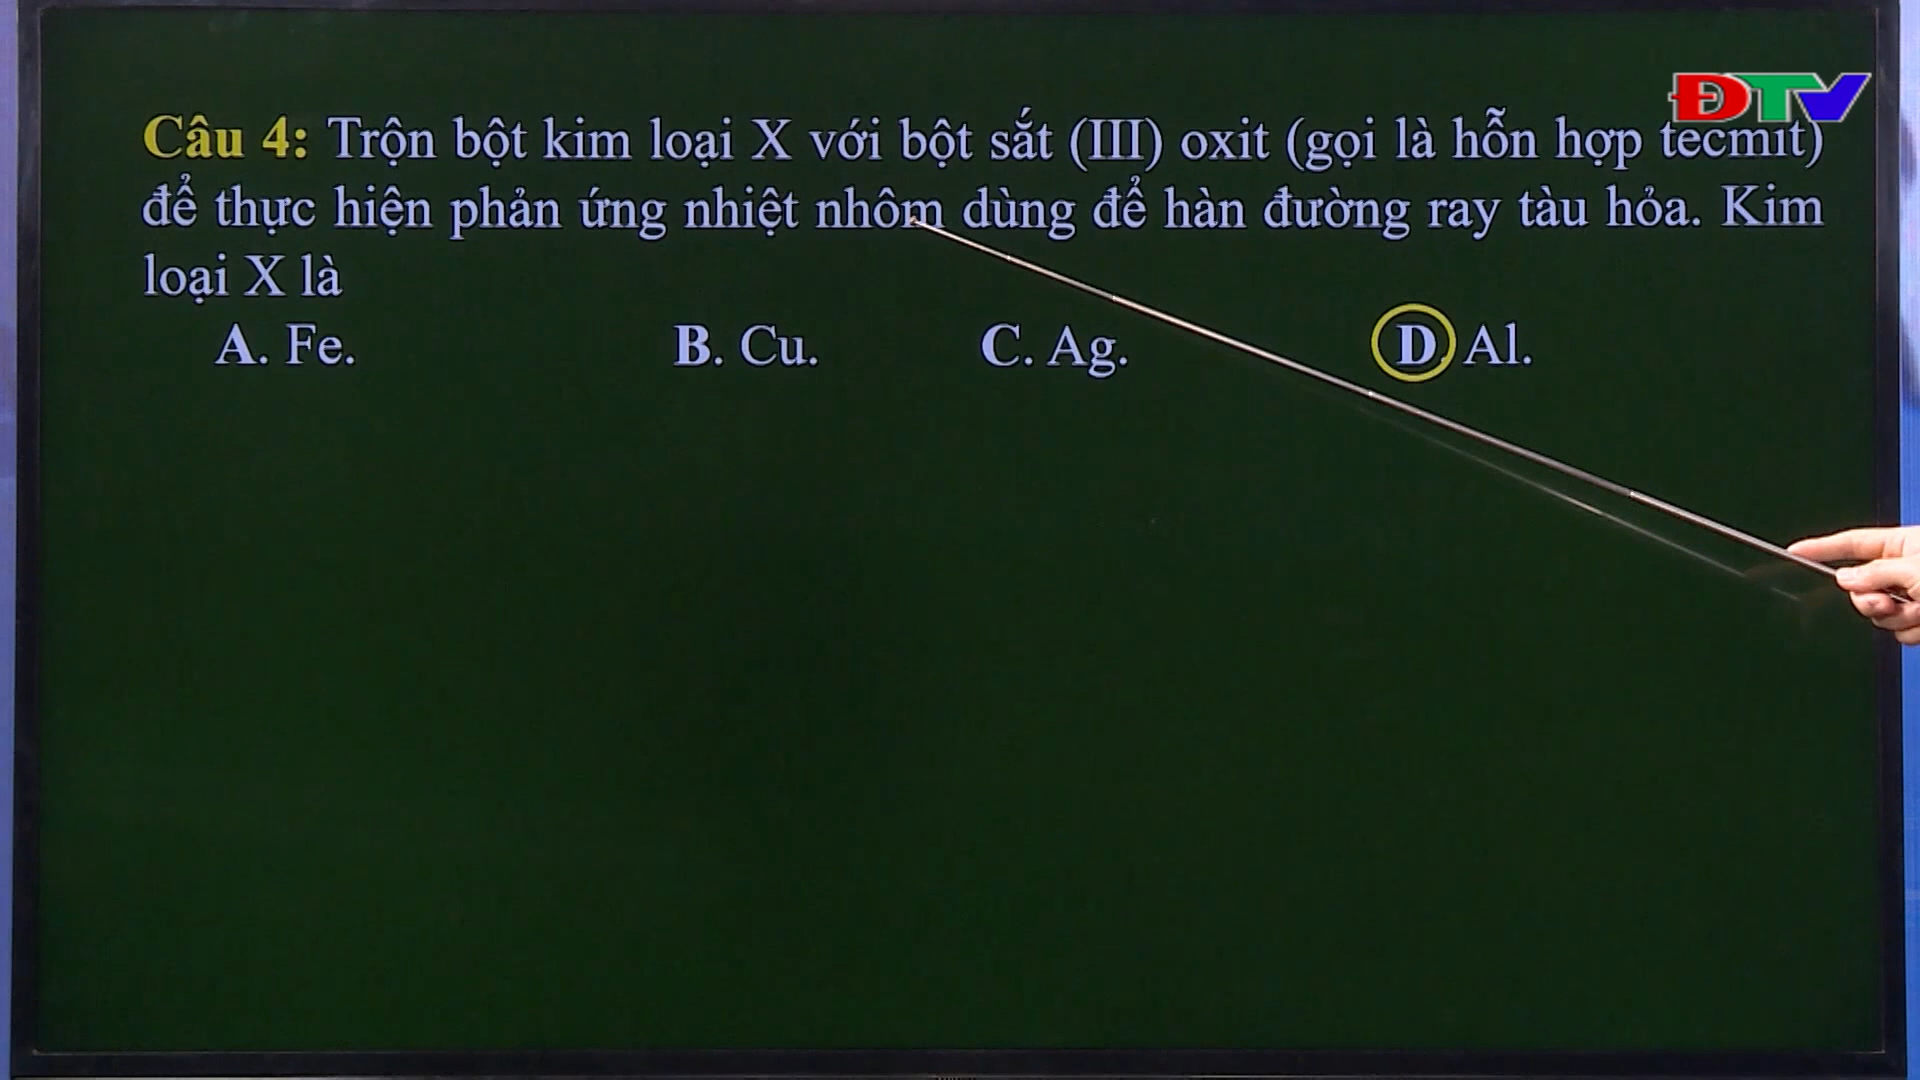 ĐTV
Câu 4: Trộn bột kim loại X với bột sắt (III) oxit (gọi là hỗn hợp tecmit)
để thực hiện phản ứng nhiệt nhôm dùng để hàn đường ray tàu hỏa. Kim
loại X là
A. Fe. B. Cu. C. Ag. D. Al.